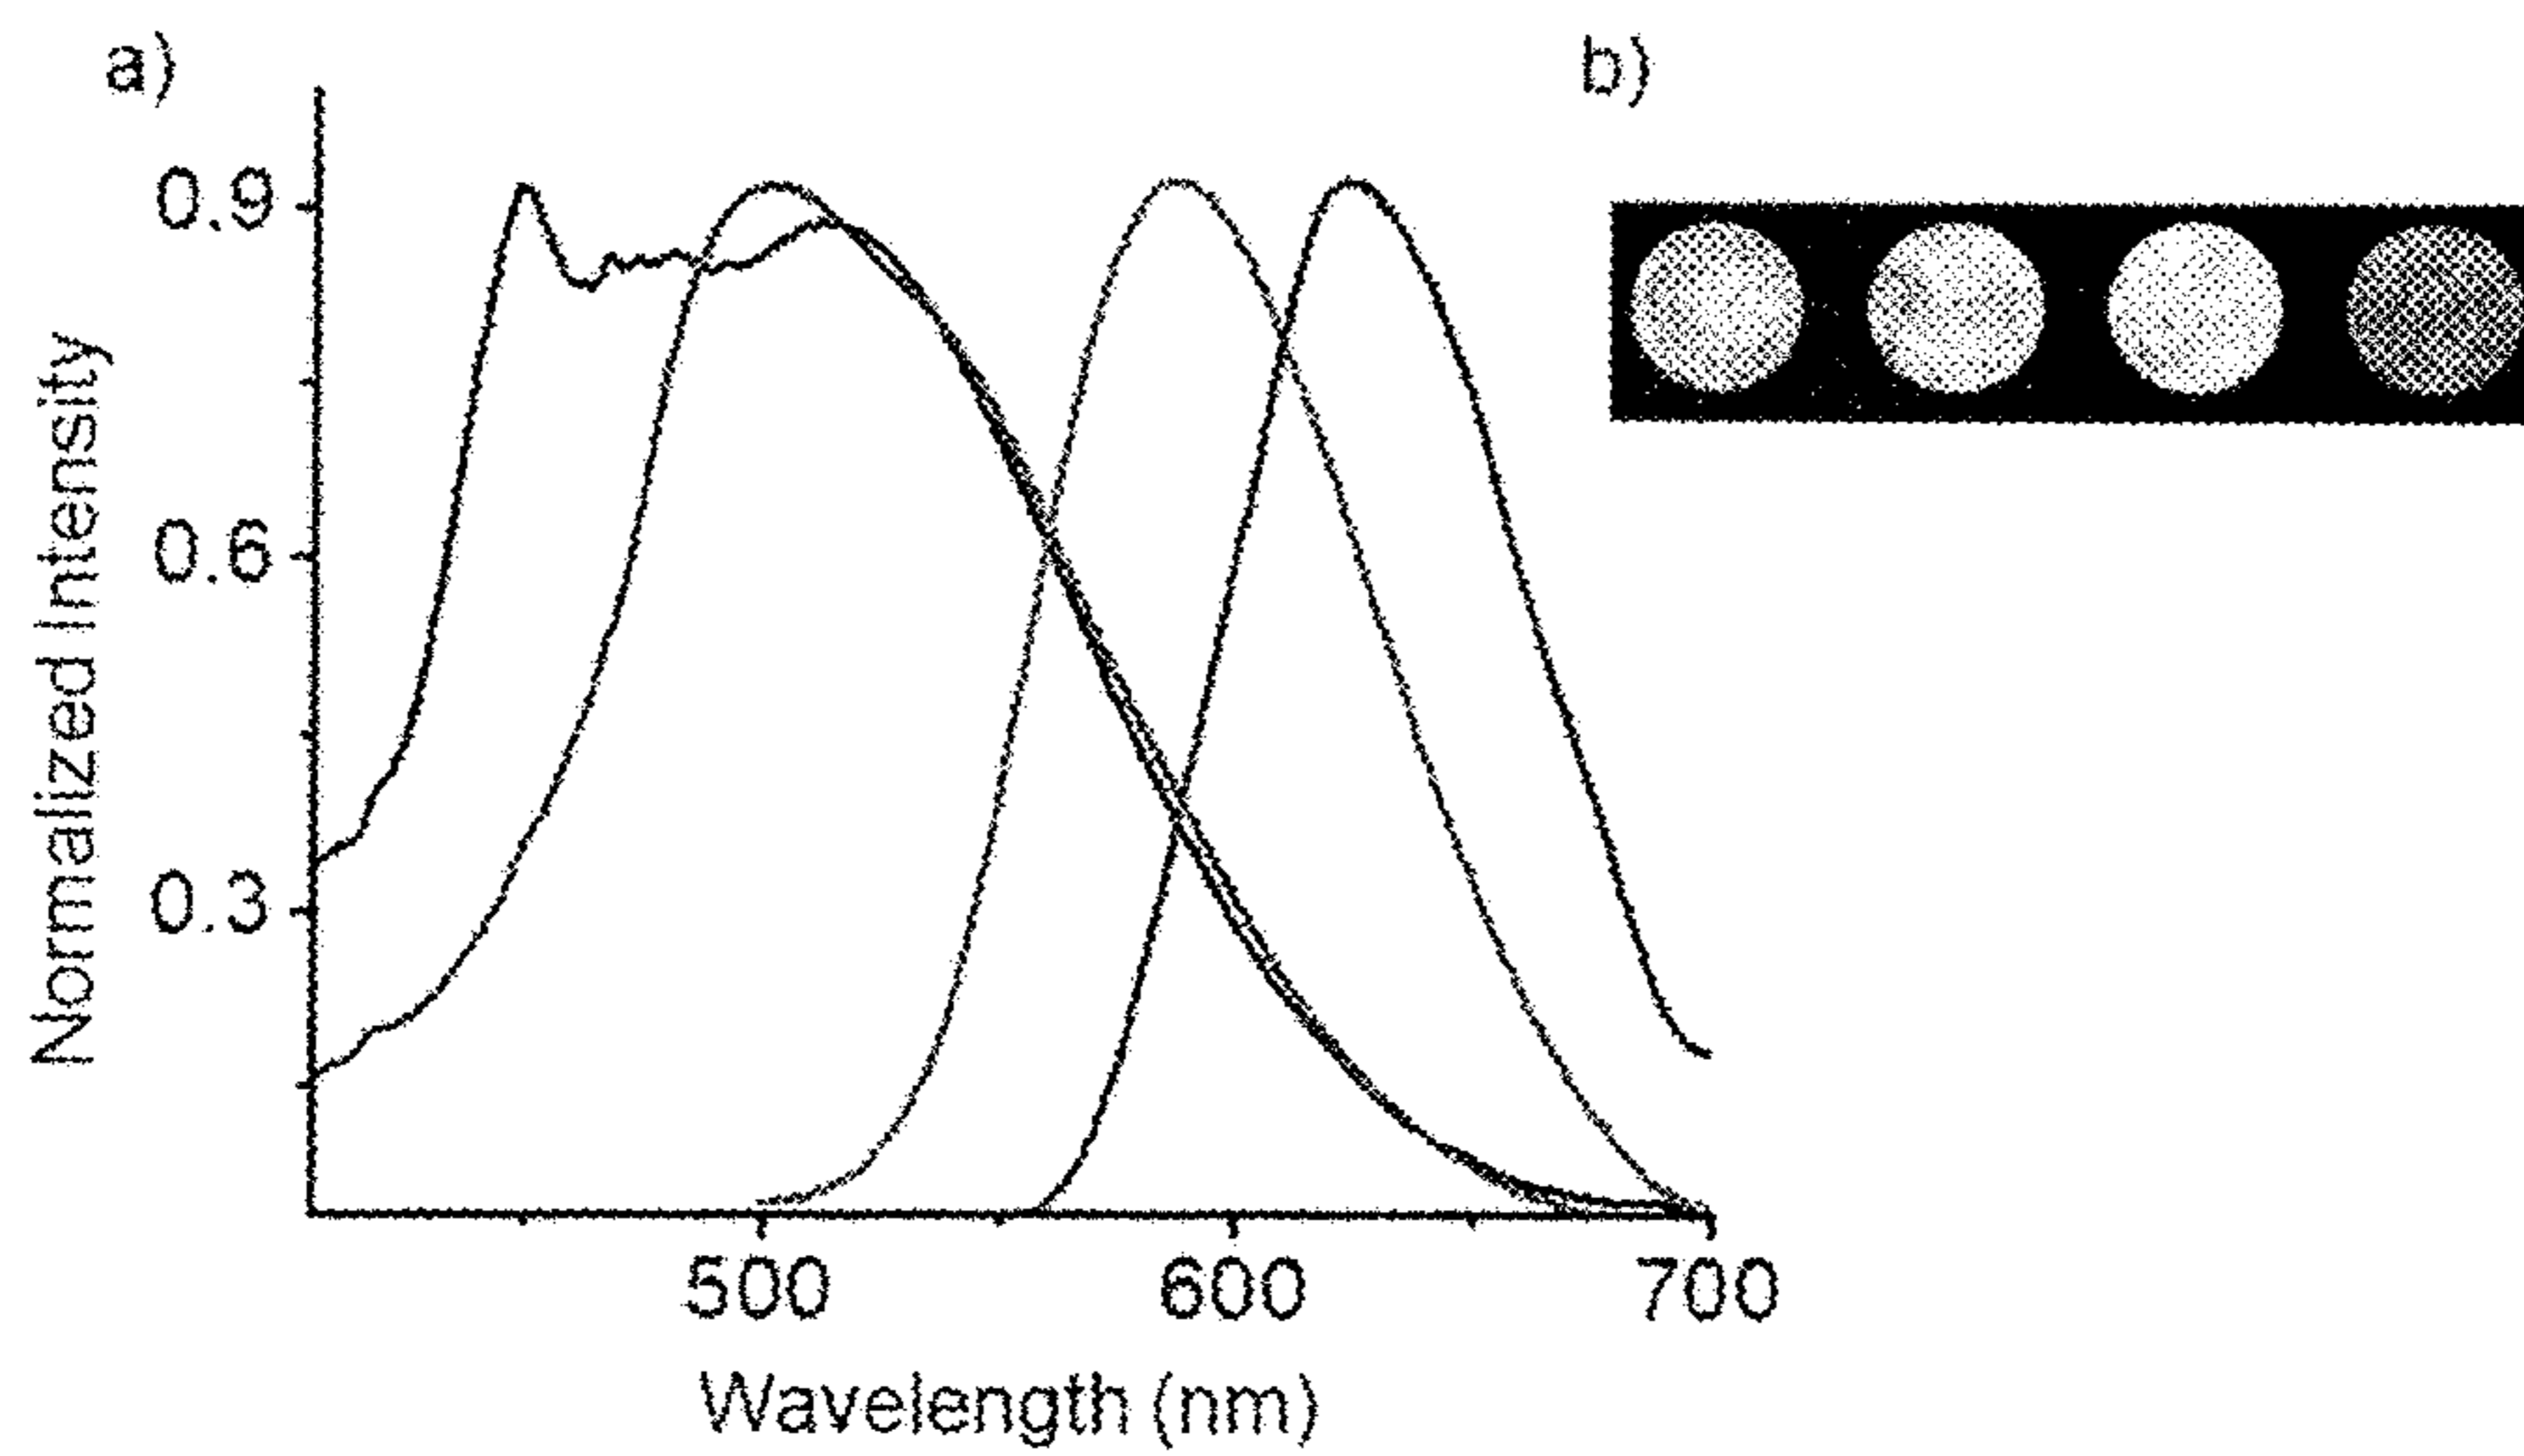 a)
b)
0.9
0.6
0.3
Normalized Intensity
500 600 700
Wavelength (nm)